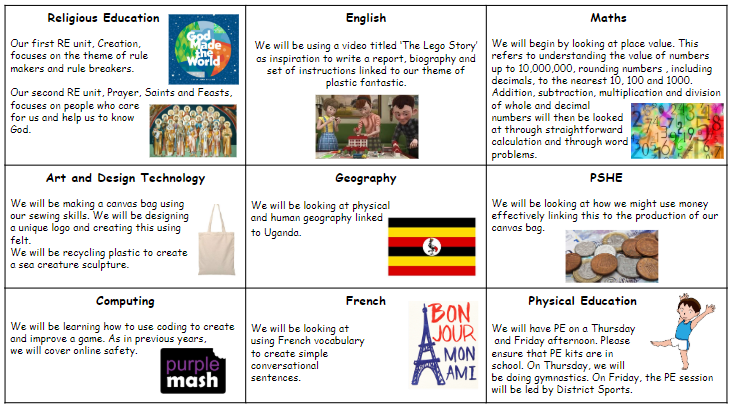 Religious Education
Our first RE unit, Creation,
focuses on the theme of rule
makers and rule breakers.
Our second RE unit, Prayer, Saints and Feasts,
focuses on people who care
for us and help us to know
God.
God
Made
the
World
English
We will be using a video titled ‘The Lego Story’
as inspiration to write a report, biography and
set of instructions linked to our theme of
plastic fantastic.
Maths
We will begin by looking at place value. This
refers to understanding the value of numbers
up to 10,000,000, rounding numbers , including
decimals, to the nearest 10, 100 and 1000.
Addition, subtraction, multiplication and division
of whole and decimal
numbers will then be looked
at through straightforward
calculation and through word
problems.
Art and Design Technology
We will be making a canvas bag using
our sewing skills. We will be designing
a unique logo and creating this using
felt.
We will be recycling plastic to create
a sea creature sculpture.
Geography
We will be looking at physical
and human geography linked
to Uganda.
PSHE
We will be looking at how we might use money
effectively linking this to the production of our
canvas bag.
Computing
We will be learning how to use coding to create
and improve a game. As in previous years,
we will cover online safety.
purple
mash
French
We will be looking at
using French vocabulary
to create simple
conversational
sentences.
BON
JOUR
MON
AMI
Physical Education
We will have PE on a Thursday
and Friday afternoon. Please
ensure that PE kits are in
school. On Thursday, we will
be doing gymnastics. On Friday, the PE session
will be led by District Sports.